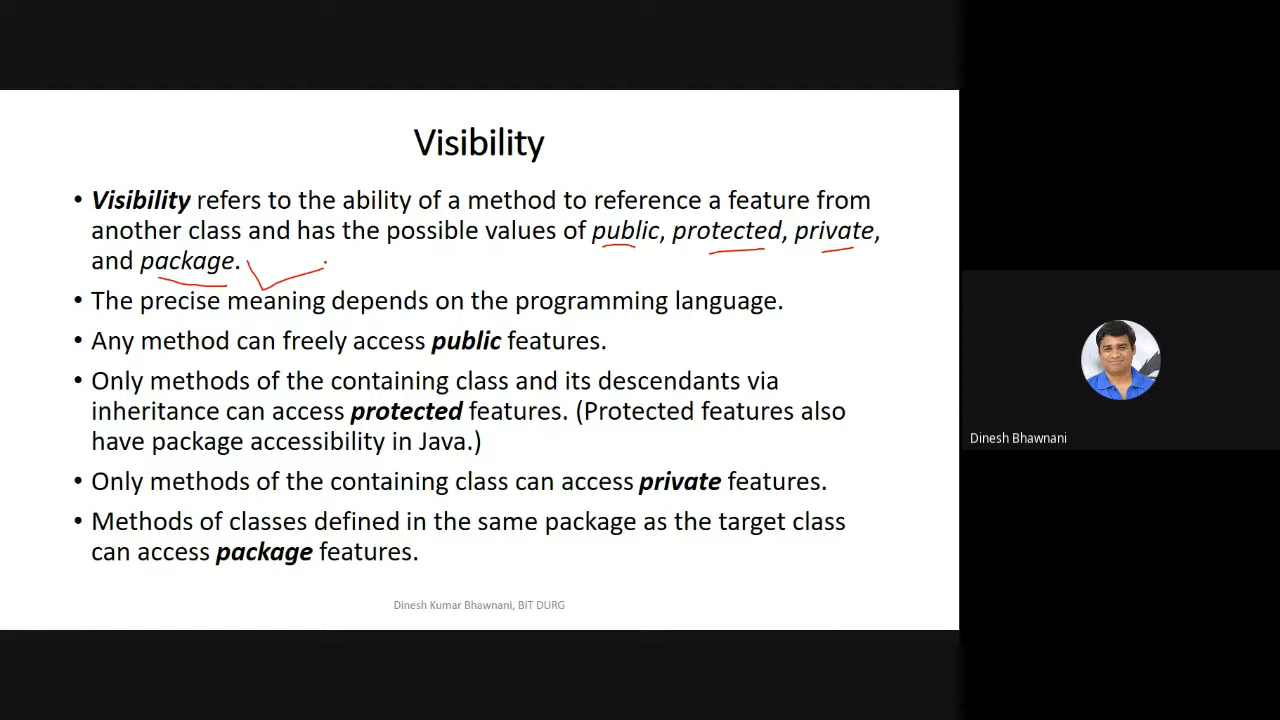 Visibility
• Visibility refers to the ability of a method to reference a feature from
another class and has the possible values of public, protected, private,
and package.
• The precise meaning depends on the programming language.
• Any method can freely access public features.
• Only methods of the containing class and its descendants via
inheritance can access protected features. (Protected features also
have package accessibility in Java.)
• Only methods of the containing class can access private features.
• Methods of classes defined in the same package as the target class
can access package features.
Dinesh Kumar Bhawnani, BIT DURG
Dinesh Bhawnani